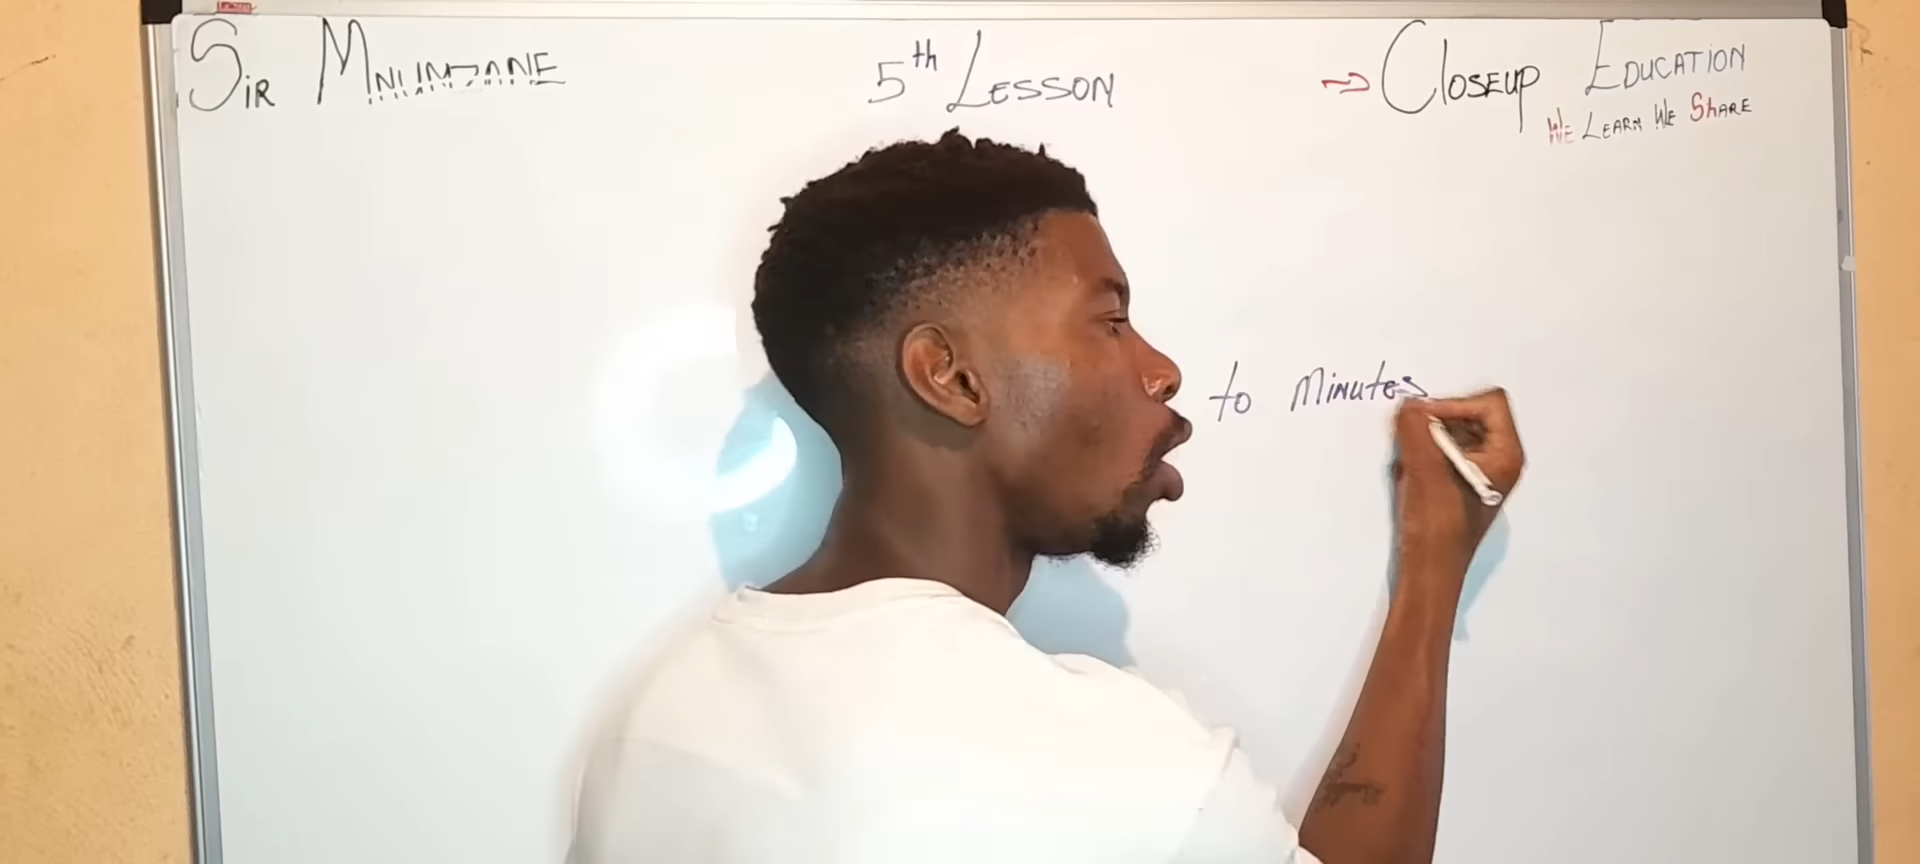 Sir Mnumzane
5th Lesson
Closeup Education
We Learn We Share
to Minutes